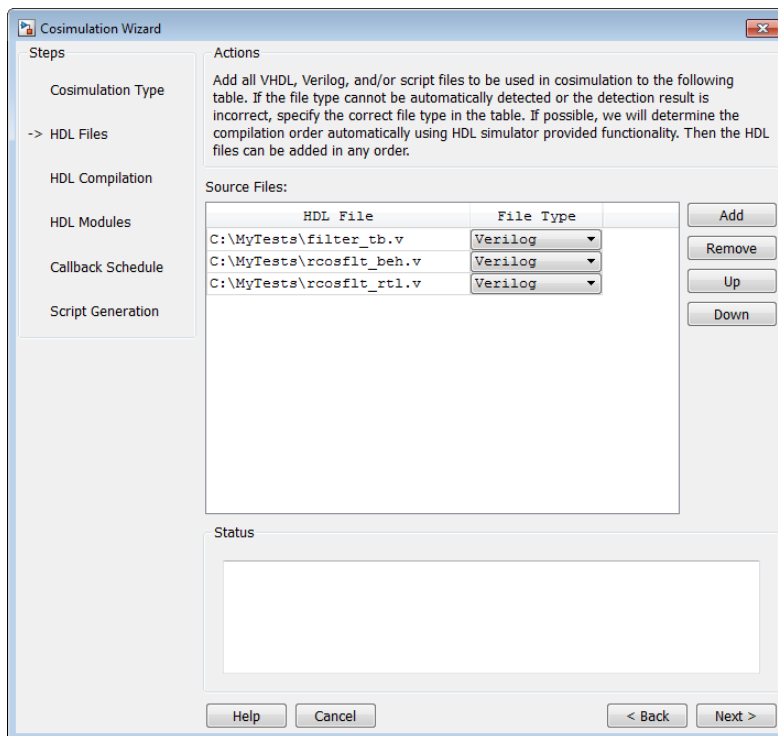 Cosimulation Wizard
Steps
Cosimulation Type
-> HDL Files
HDL Compilation
HDL Modules
Callback Schedule
Script Generation
Actions
Add all VHDL, Verilog, and/or script files to be used in cosimulation to the following
table. If the file type cannot be automatically detected or the detection result is
incorrect, specify the correct file type in the table. If possible, we will determine the
compilation order automatically using HDL simulator provided functionality. Then the HDL
files can be added in any order.
Source Files:
HDL File File Type
C:\MyTests\filter_tb.v Verilog
C:\MyTests\rcosflt_beh.v Verilog
C:\MyTests\rcosflt_rtl.v Verilog
Add
Remove
Up
Down
Status
Help Cancel < Back Next >